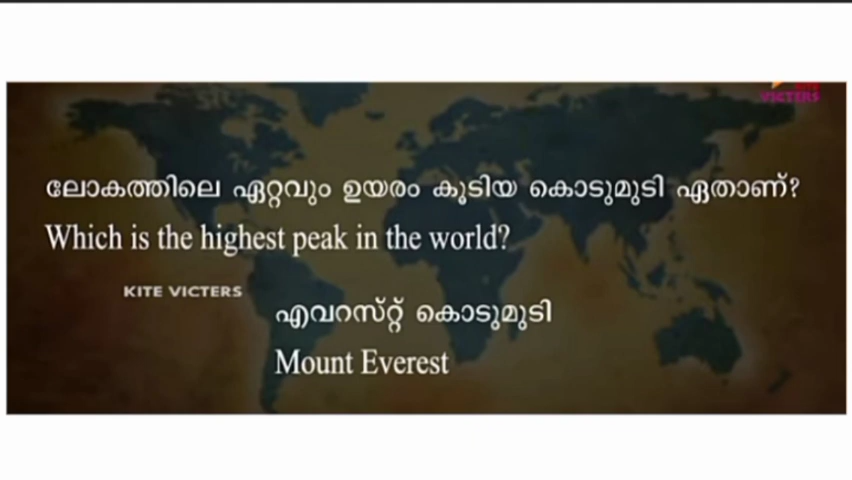 VICTERS
ലോകത്തിലെ ഏറ്റവും ഉയരം കൂടിയ കൊടുമുടി ഏതാണ്?
Which is the highest peak in the world?
KITE VICTERS
എവറസ്റ്റ് കൊടുമുടി
Mount Everest